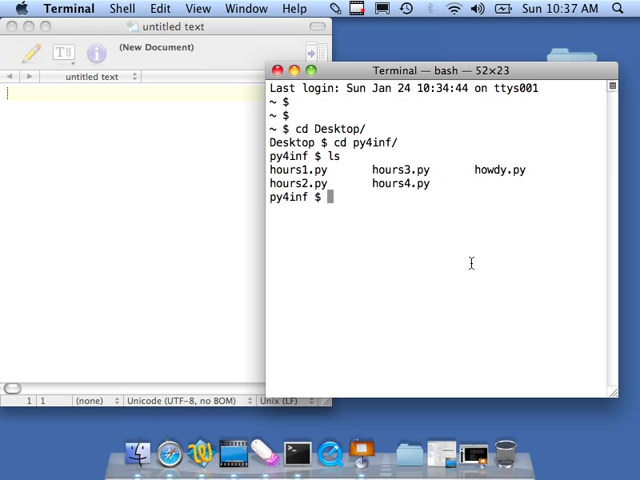 Terminal Shell Edit View Window Help Sun 10:37 AM
untitled text
(New Document)
untitled text
1 1 (none) Unicode (UTF-8, no BOM) Unix (LF)
Terminal — bash — 52×23
Last login: Sun Jan 24 10:34:44 on ttys001
~ $
~ $
~ $ cd Desktop/
Desktop $ cd py4inf/
py4inf $ ls
hours1.py hours3.py howdy.py
hours2.py hours4.py
py4inf $